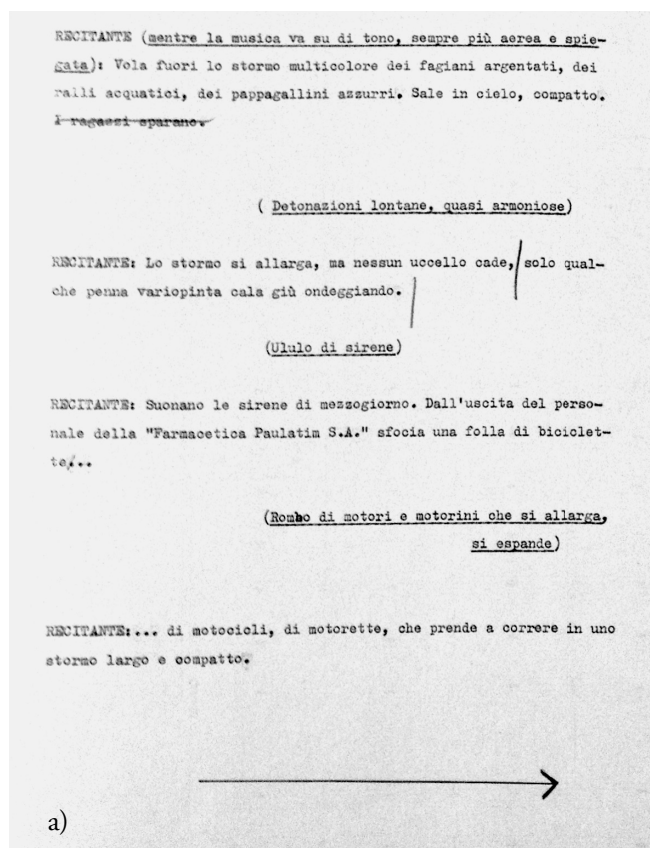 RECITANTE (mentre la musica va su di tono, sempre più aerea e spie-
gata): Vola fuori lo stormo multicolore dei fagiani argentati, dei
ralli acquatici, dei pappagallini azzurri. Sale in cielo, compatto.
I ragazzi sparano.
( Detonazioni lontane, quasi armoniose)
RECITANTE: Lo stormo si allarga, ma nessun uccello cade, solo qual-
che penna variopinta cala giù ondeggiando.
(Ululo di sirene)
RECITANTE: Suonano le sirene di mezzogiorno. Dall'uscita del perso-
nale della "Farmacetica Paulatim S.A." sfocia una folla di biciclet-
te,...
(Rombo di motori e motorini che si allarga,
si espande)
RECITANTE:... di motocicli, di motorette, che prende a correre in uno
stormo largo e compatto.
a)